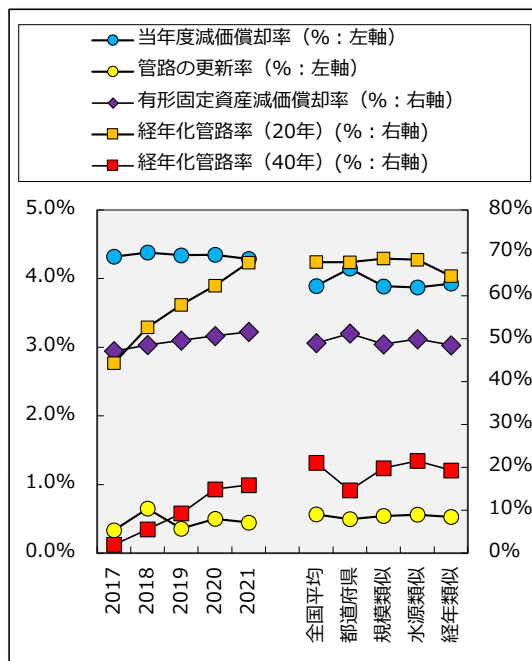 当年度減価償却率（%：左軸）
管路の更新率（%：左軸）
有形固定資産減価償却率（%：右軸）
経年化管路率（20年）(%：右軸)
経年化管路率（40年）(%：右軸)
5.0% 80%
70%
4.0%
60%
3.0% 50%
40%
2.0%
30%
1.0% 20%
10%
0.0% 0%
2017 2018 2019 2020 2021 全国平均 都道府県 規模類似 水源類似 経年類似